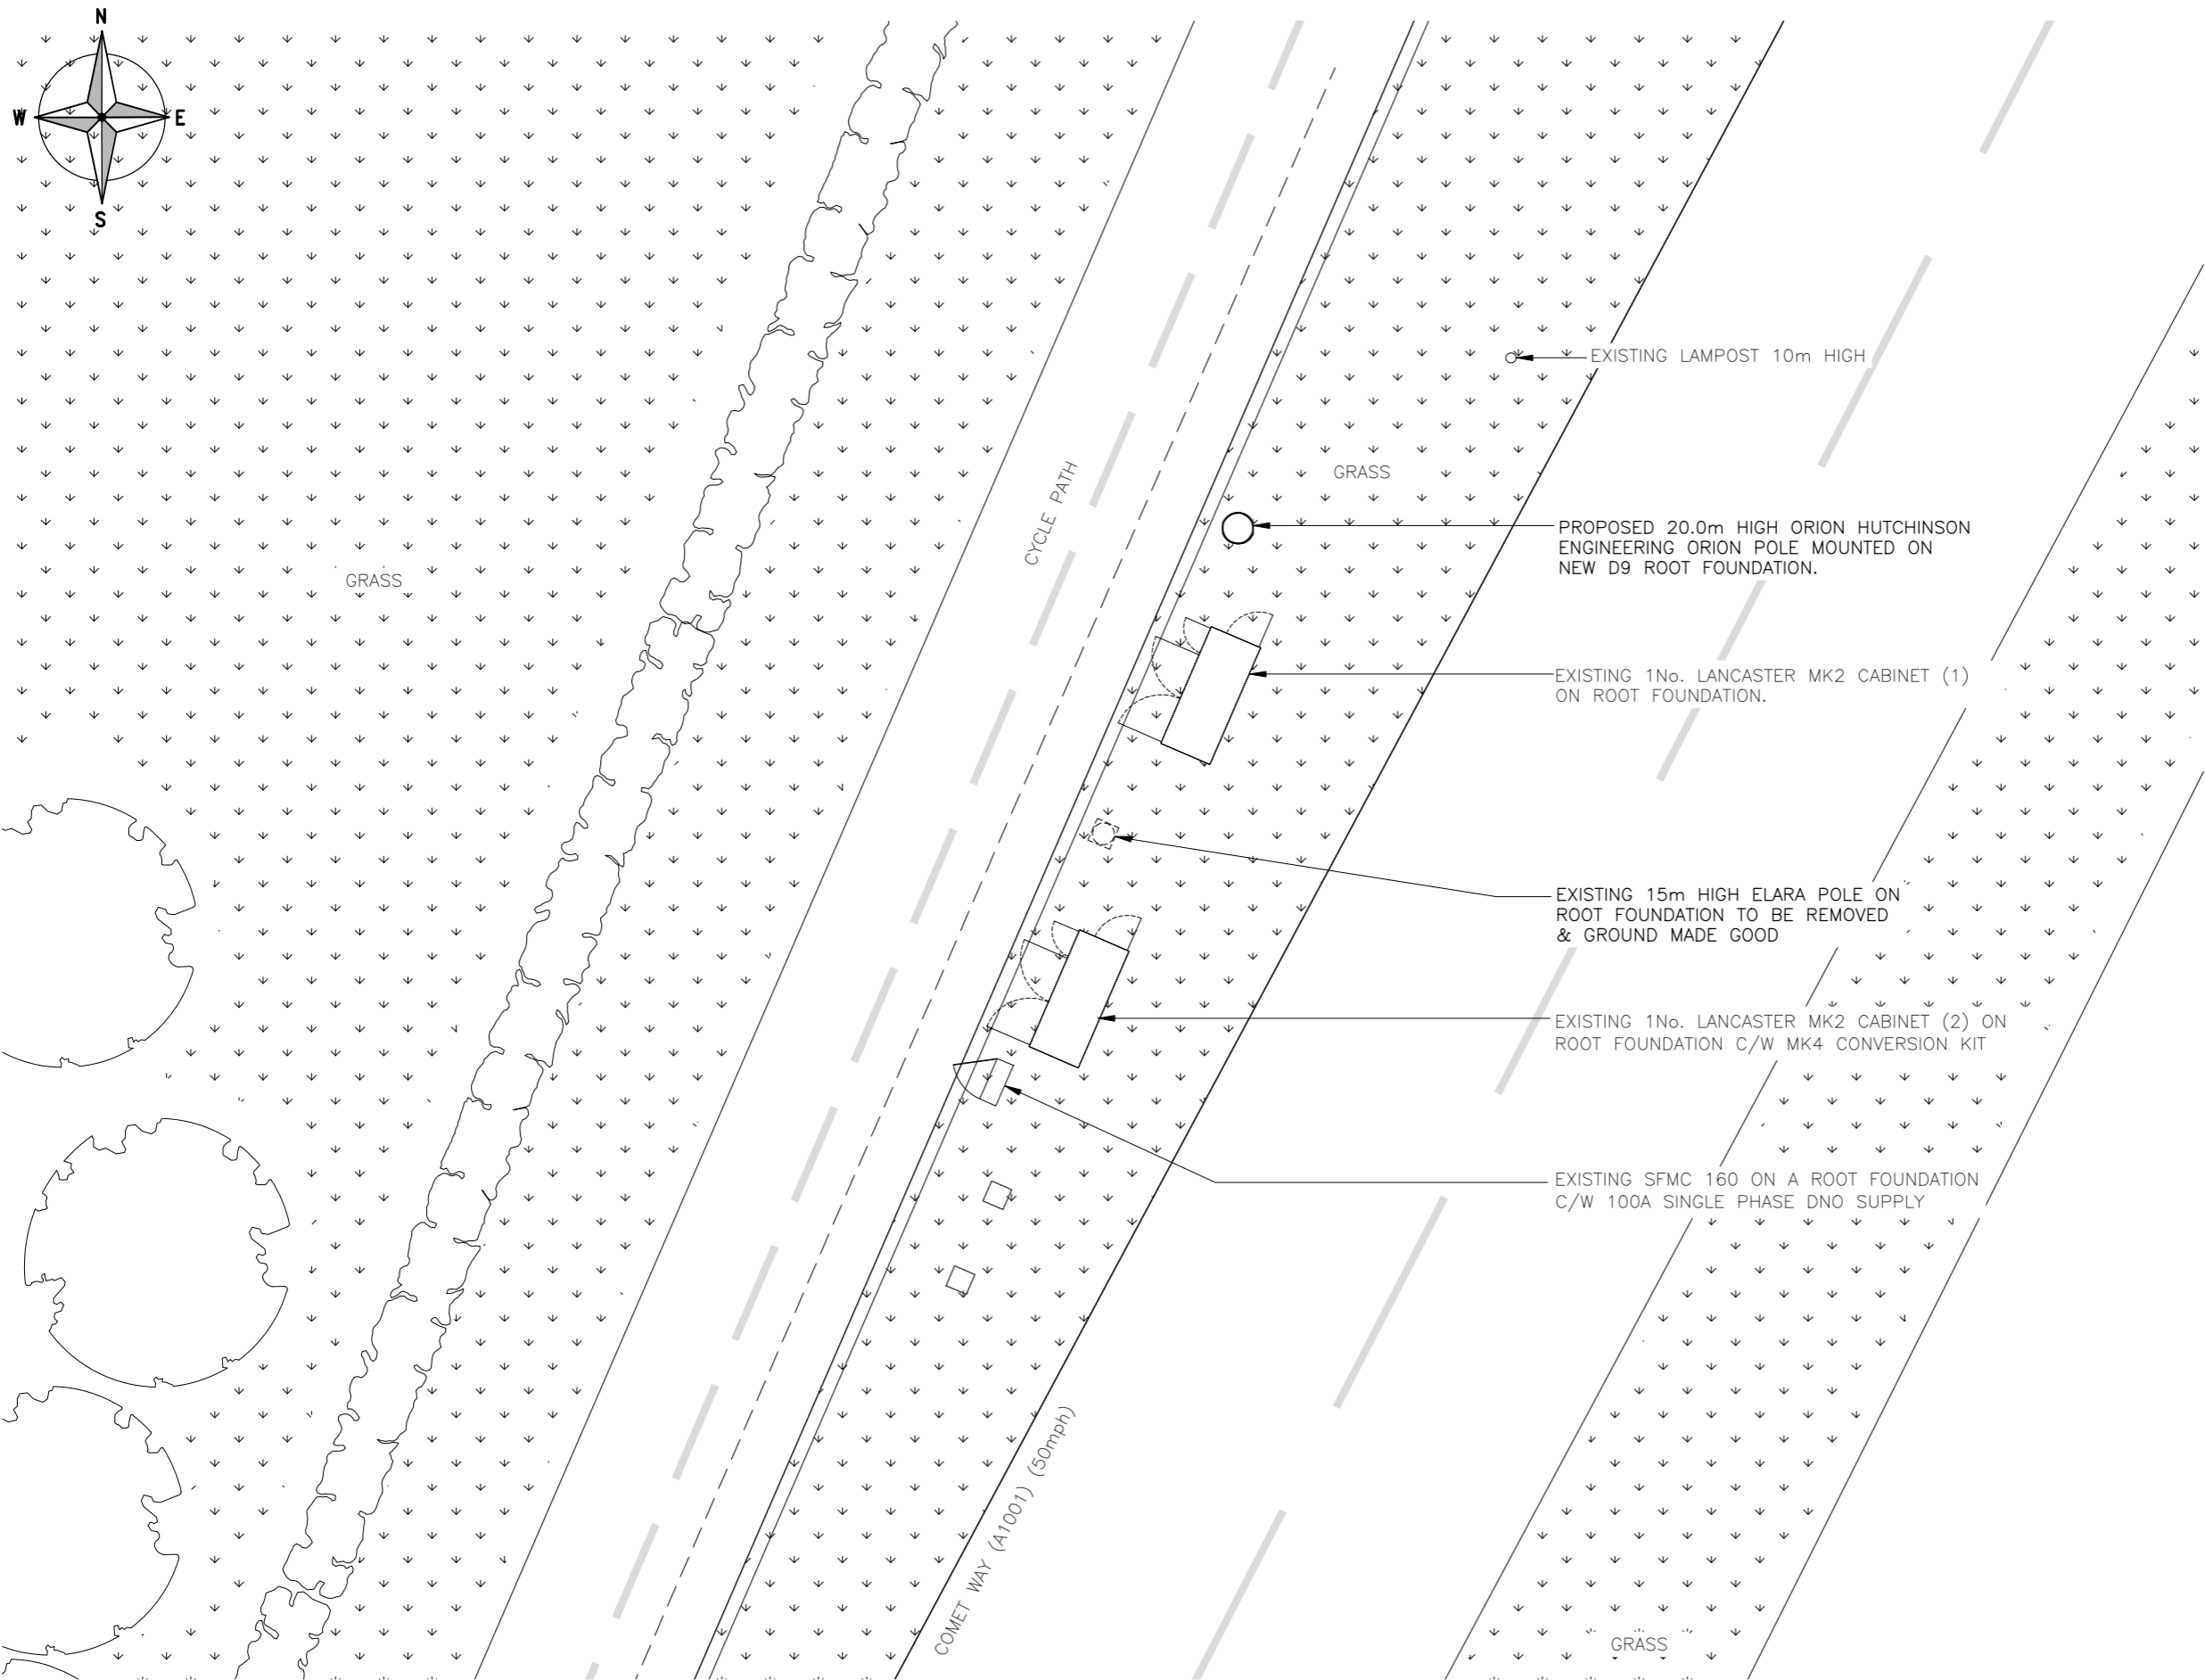 N
W
E
S
EXISTING LAMPOST 10m HIGH
GRASS
CYCLE PATH
PROPOSED 20.0m HIGH ORION HUTCHINSON
ENGINEERING ORION POLE MOUNTED ON
NEW D9 ROOT FOUNDATION.
GRASS
EXISTING 1No. LANCASTER MK2 CABINET (1)
ON ROOT FOUNDATION.
EXISTING 15m HIGH ELARA POLE ON
ROOT FOUNDATION TO BE REMOVED
& GROUND MADE GOOD
EXISTING 1No. LANCASTER MK2 CABINET (2) ON
ROOT FOUNDATION C/W MK4 CONVERSION KIT
EXISTING SFMC 160 ON A ROOT FOUNDATION
C/W 100A SINGLE PHASE DNO SUPPLY
COMET WAY (A1001) (50mph)
GRASS